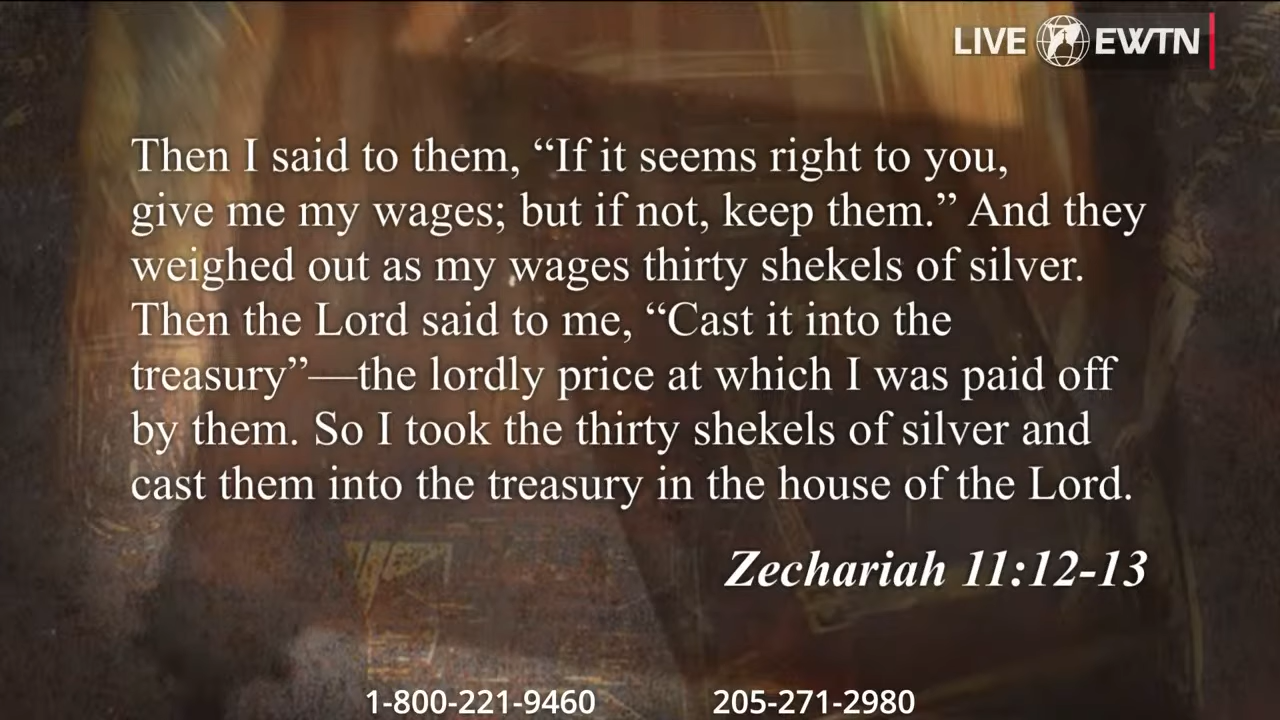 LIVE EWTN
Then I said to them, “If it seems right to you,
give me my wages; but if not, keep them.” And they
weighed out as my wages thirty shekels of silver.
Then the Lord said to me, “Cast it into the
treasury”—the lordly price at which I was paid off
by them. So I took the thirty shekels of silver and
cast them into the treasury in the house of the Lord.
Zechariah 11:12-13
1-800-221-9460 205-271-2980